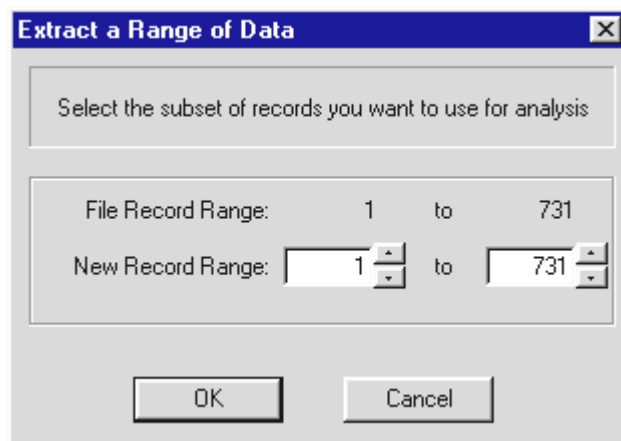 Extract a Range of Data
Select the subset of records you want to use for analysis
File Record Range: 1 to 731
New Record Range: 1 to 731
OK Cancel